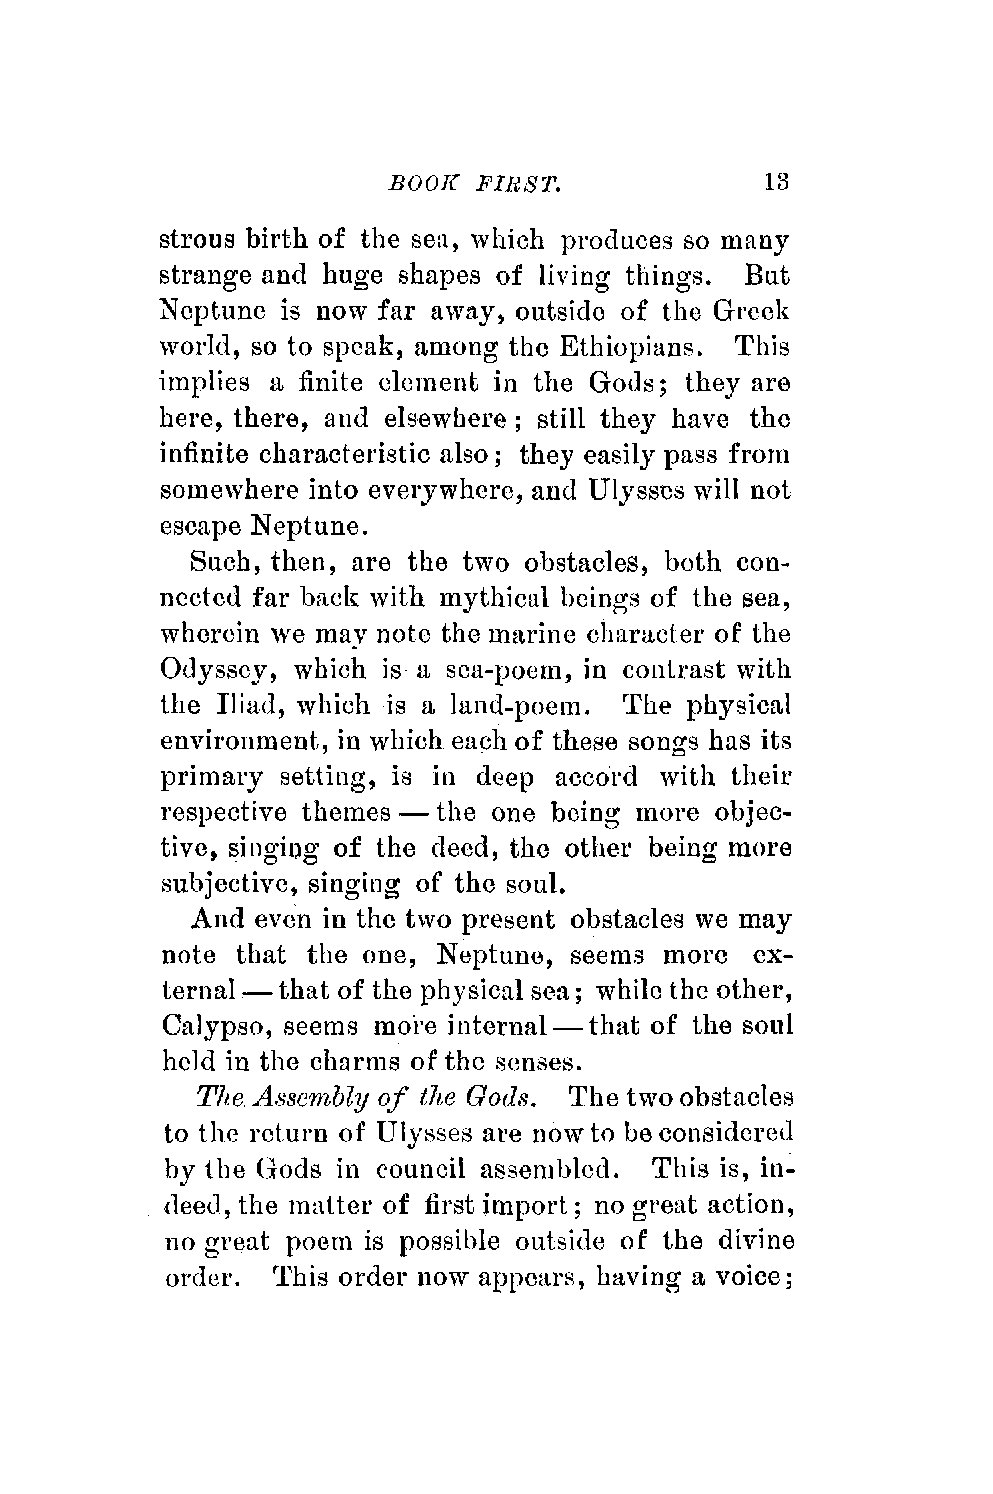 BOOK FIRST. 13
strous birth of the sea, which produces so many
strange and huge shapes of living things. But
Neptune is now far away, outside of the Greek
world, so to speak, among the Ethiopians. This
implies a finite element in the Gods; they are
here, there, and elsewhere; still they have the
infinite characteristic also; they easily pass from
somewhere into everywhere, and Ulysses will not
escape Neptune.
Such, then, are the two obstacles, both con-
nected far back with mythical beings of the sea,
wherein we may note the marine character of the
Odyssey, which is a sea-poem, in contrast with
the Iliad, which is a land-poem. The physical
environment, in which each of these songs has its
primary setting, is in deep accord with their
respective themes — the one being more objec-
tive, singing of the deed, the other being more
subjective, singing of the soul.
And even in the two present obstacles we may
note that the one, Neptune, seems more ex-
ternal — that of the physical sea; while the other,
Calypso, seems more internal — that of the soul
held in the charms of the senses.
The Assembly of the Gods. The two obstacles
to the return of Ulysses are now to be considered
by the Gods in council assembled. This is, in-
deed, the matter of first import; no great action,
no great poem is possible outside of the divine
order. This order now appears, having a voice;